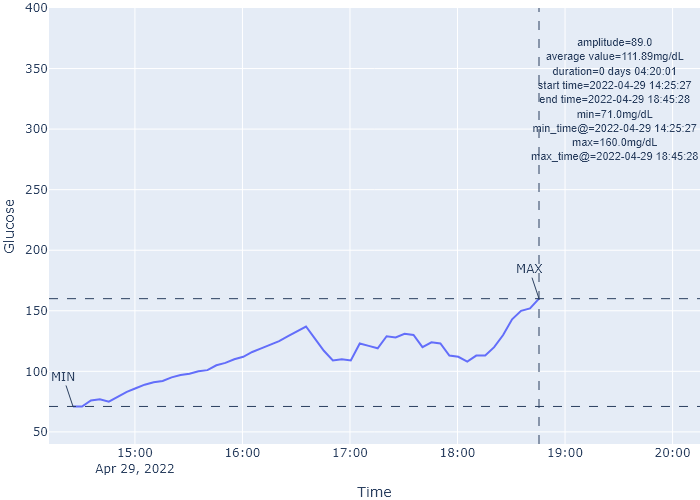 400
350
300
250
200
150
100
50
Glucose
amplitude=89.0
average value=111.89mg/dL
duration=0 days 04:20:01
start time=2022-04-29 14:25:27
end time=2022-04-29 18:45:28
min=71.0mg/dL
min_time@=2022-04-29 14:25:27
max=160.0mg/dL
max_time@=2022-04-29 18:45:28
MAX
MIN
15:00 16:00 17:00 18:00 19:00 20:00
Apr 29, 2022
Time